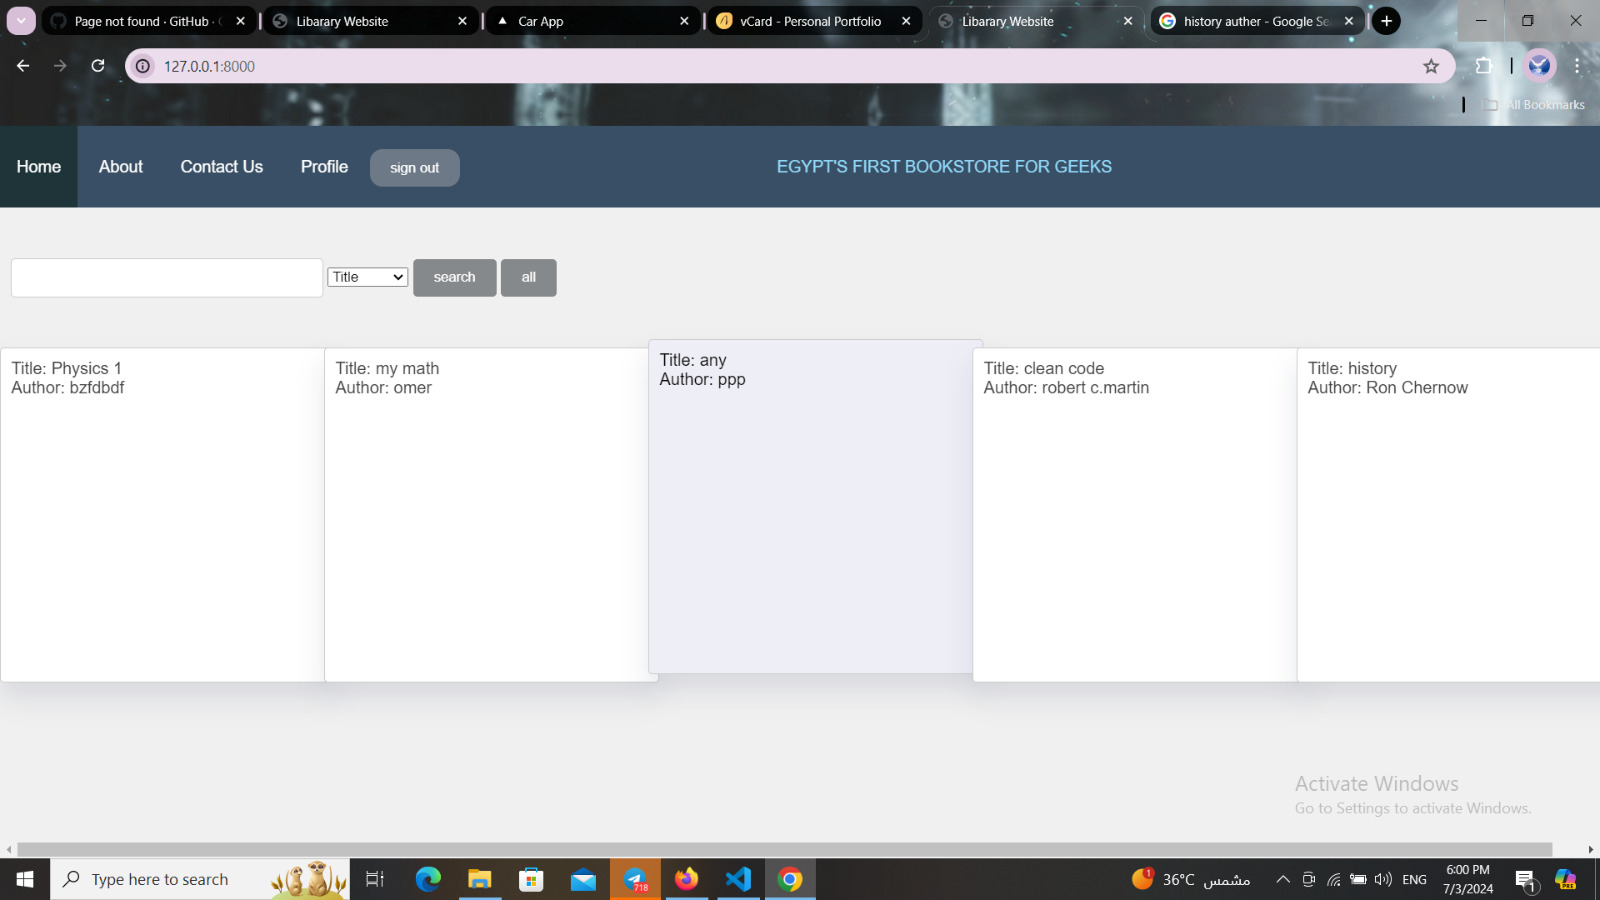 Page not found · GitHub ·
Libarary Website
Car App
vCard - Personal Portfolio
Libarary Website
history auther - Google Se
127.0.0.1:8000
All Bookmarks
Home
About
Contact Us
Profile
sign out
EGYPT'S FIRST BOOKSTORE FOR GEEKS
Title
search
all
Title: Physics 1
Author: bzfdbdf
Title: my math
Author: omer
Title: any
Author: ppp
Title: clean code
Author: robert c.martin
Title: history
Author: Ron Chernow
Activate Windows
Go to Settings to activate Windows.
Type here to search
718
1
36°C مشمس
ENG
6:00 PM
7/3/2024
1
PRE